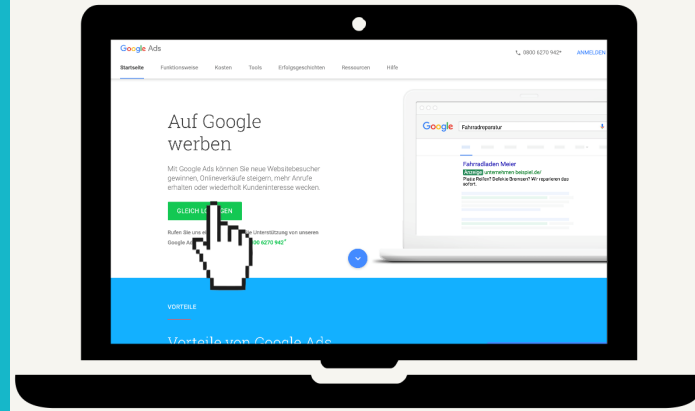 Google Ads
0800 6270 942*
ANMELDEN
Startseite Funktionsweise Kosten Tools Erfolgsgeschichten Ressourcen Hilfe
Auf Google
werben
Mit Google Ads können Sie neue Websitebesucher
gewinnen, Onlineverkäufe steigern, mehr Anrufe
erhalten oder wiederholt Kundeninteresse wecken.
GLEICH
Rufen Sie uns Unterstützung von unseren
Google 6270 942*
Google Fahrradreparatur
Fahrradladen Meier
Anzeige unternehmen beispiel.de/
Platte Reifen? Defekte Bremsen? Wir reparieren das
sofort.
VORTEILE
Vorteile von Google Ads